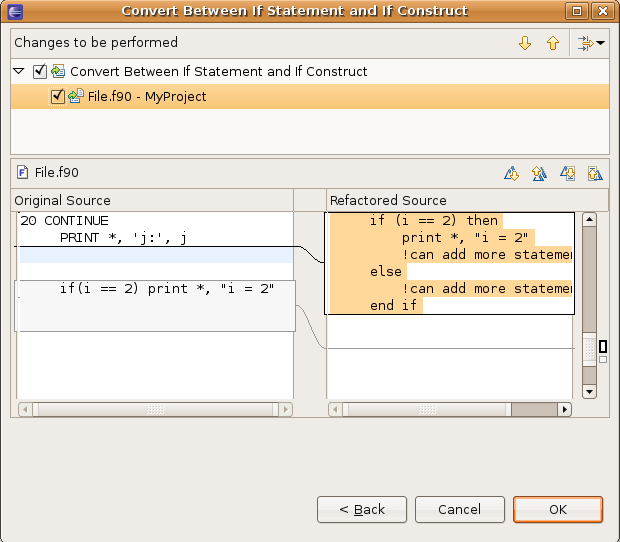 Convert Between If Statement and If Construct
Changes to be performed
Convert Between If Statement and If Construct
File.f90 - MyProject
F File.f90
Original Source
Refactored Source
20 CONTINUE
PRINT *, 'j:', j
if(i == 2) print *, "i = 2"
if (i == 2) then
print *, "i = 2"
!can add more statemen
else
!can add more statemen
end if
< Back
Cancel
OK